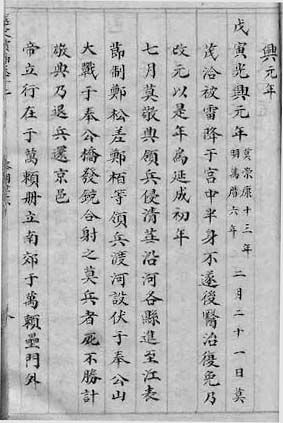 興元年
戊寅光興元年莫崇康十三年明萬曆六年二月二十一日莫
茂洽被雷降于宫中半身不遂後醫治復免乃
改元以是年為延成初年
七月莫敬典領兵侵清華沿河各縣進至江表
節制鄭松差鄭栢等領兵渡河設伏于奉公山
大戰于奉公橋發銃合射之莫兵者死不勝計
敬典乃退兵還京邑
帝立行在于萬賴册立南郊于萬賴壘門外